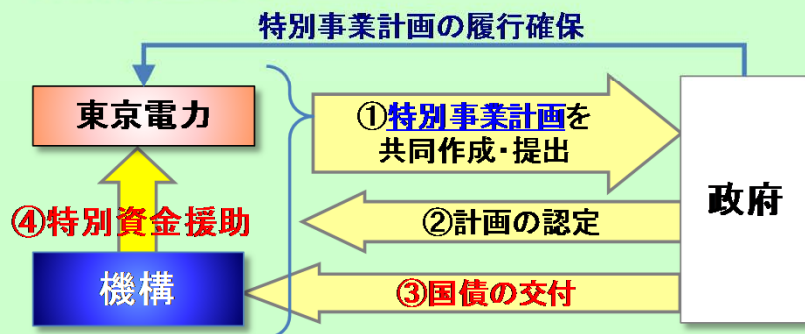 特別事業計画の履行確保
東京電力
①特別事業計画を
共同作成・提出
政府
②計画の認定
④特別資金援助
③国債の交付
機構